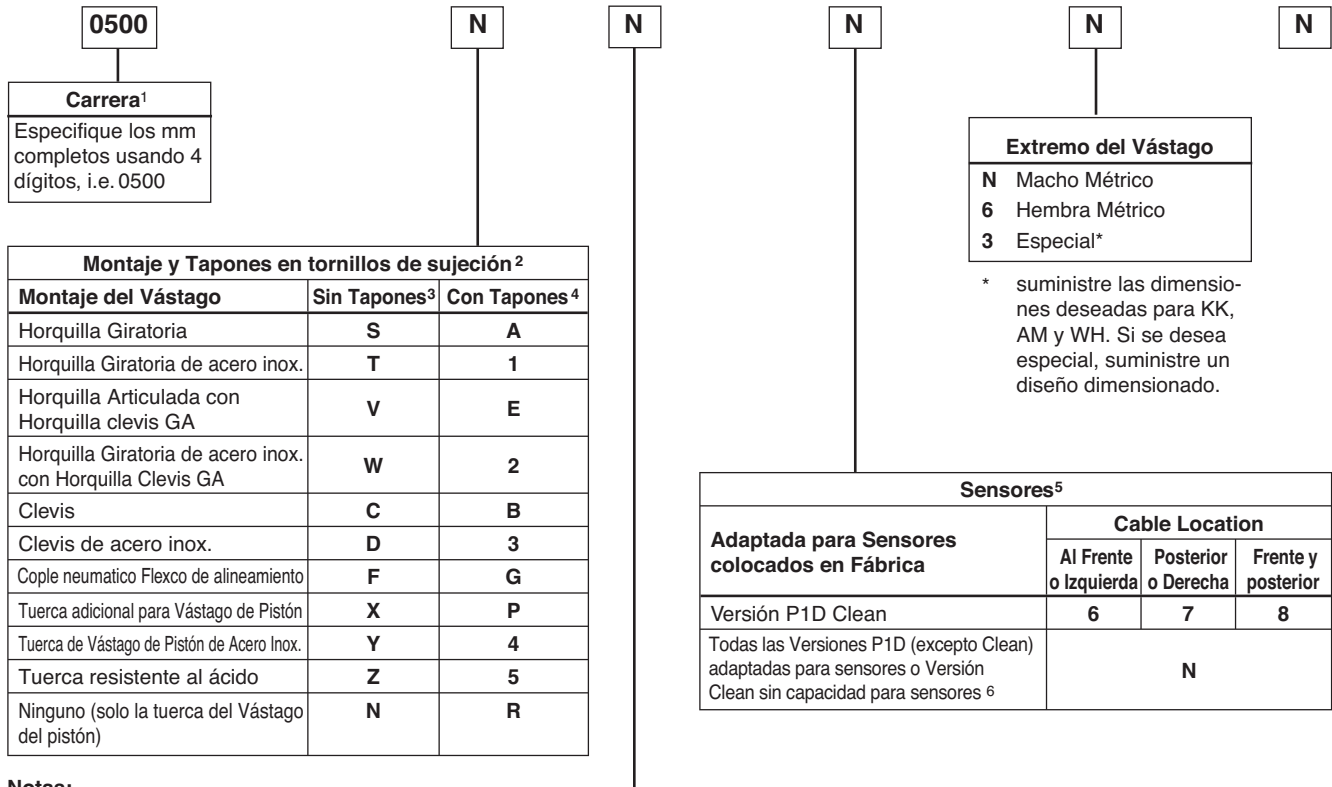 0500 N N N N N
Carrera1
Especifique los mm
completos usando 4
dígitos, i.e. 0500
Extremo del Vástago
N Macho Métrico
6 Hembra Métrico
3 Especial*
* suministre las dimensio-
nes deseadas para KK,
AM y WH. Si se desea
especial, suministre un
diseño dimensionado.
Montaje y Tapones en tornillos de sujeción 2
Montaje del Vástago Sin Tapones3 Con Tapones 4
Horquilla Giratoria S A
Horquilla Giratoria de acero inox. T 1
Horquilla Articulada con
Horquilla clevis GA V E
Horquilla Giratoria de acero inox.
con Horquilla Clevis GA W 2
Clevis C B
Clevis de acero inox. D 3
Cople neumatico Flexco de alineamiento F G
Tuerca adicional para Vástago de Pistón X P
Tuerca de Vástago de Pistón de Acero Inox. Y 4
Tuerca resistente al ácido Z 5
Ninguno (solo la tuerca del Vástago N R
del pistón)
Sensores5
Adaptada para Sensores
colocados en Fábrica
Cable Location
Al Frente
o Izquierda
Posterior
o Derecha
Frente y
posterior
Versión P1D Clean 6 7 8
Todas las Versiones P1D (excepto Clean)
adaptadas para sensores o Versión
Clean sin capacidad para sensores 6
N
Notas: